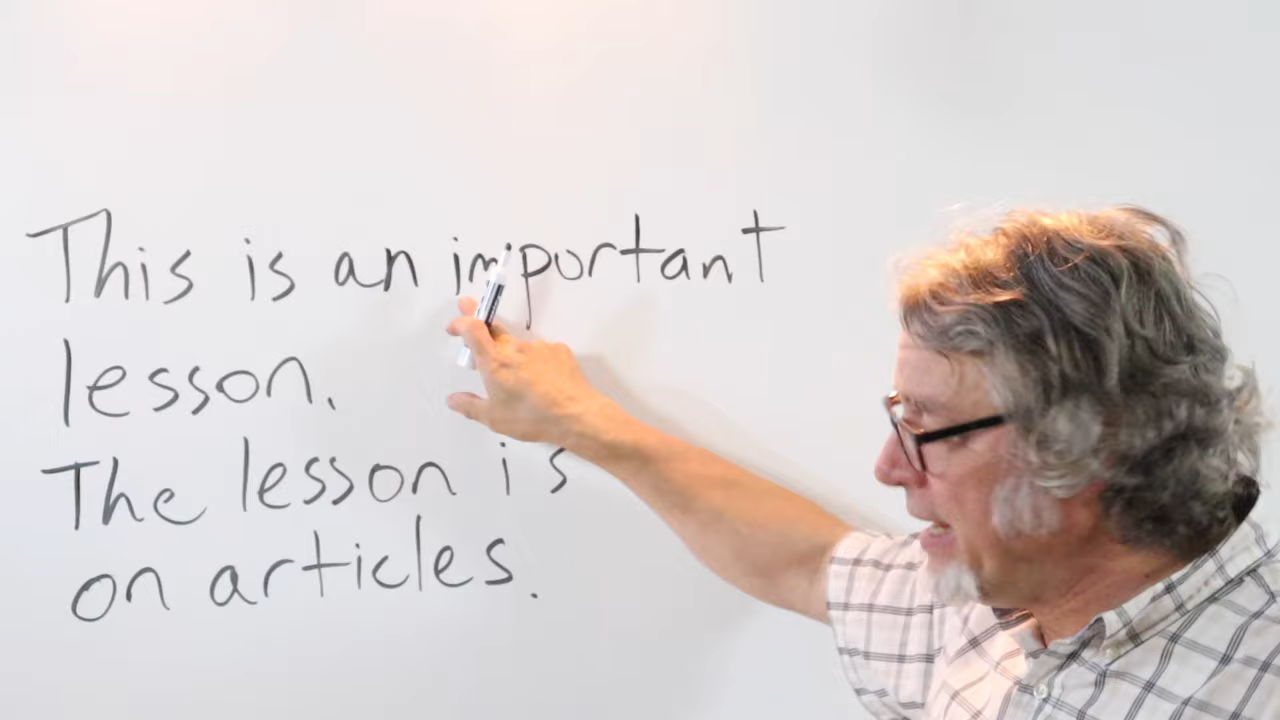 This is an important
lesson.
The lesson is
on articles.